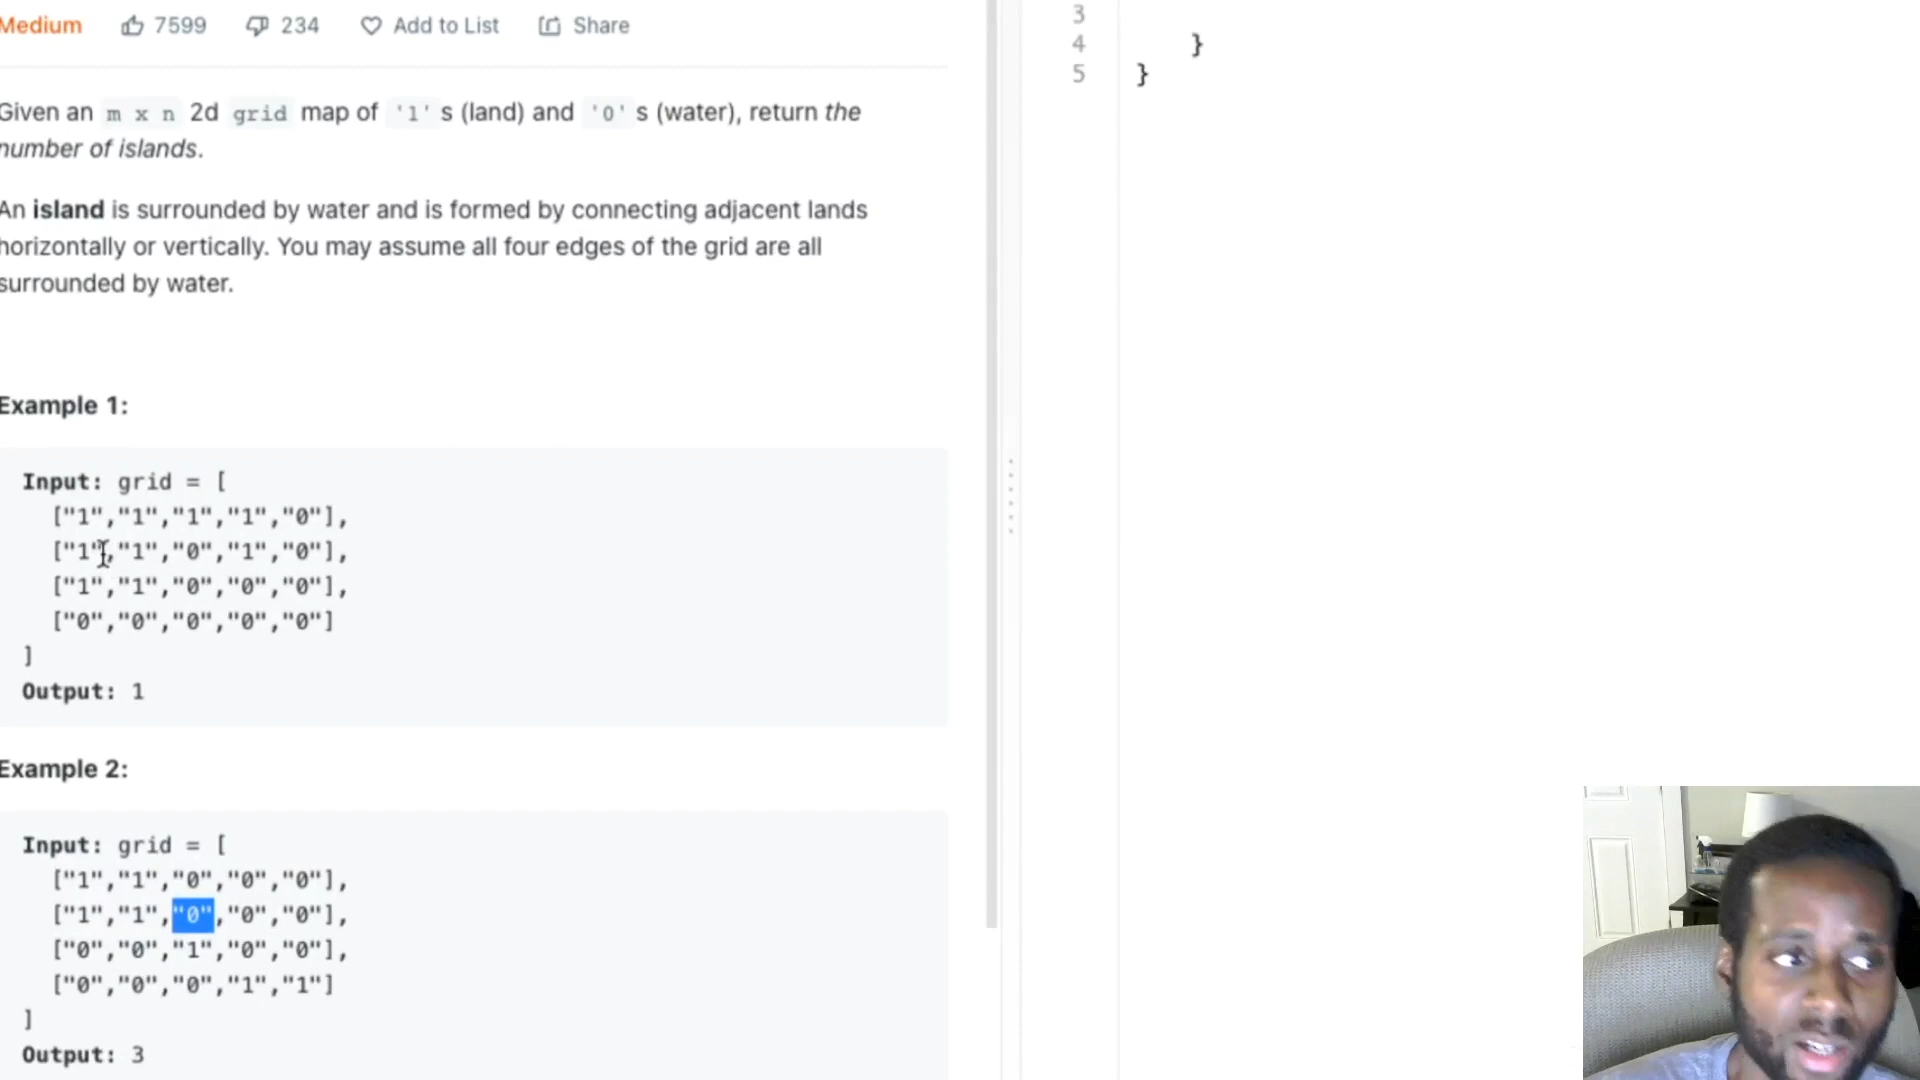 Medium 7599 234 Add to List Share
Given an m x n 2d grid map of '1' s (land) and '0' s (water), return the
number of islands.
An island is surrounded by water and is formed by connecting adjacent lands
horizontally or vertically. You may assume all four edges of the grid are all
surrounded by water.
Example 1:
Input: grid = [
["1","1","1","1","0"],
["1","1","0","1","0"],
["1","1","0","0","0"],
["0","0","0","0","0"]
]
Output: 1
Example 2:
Input: grid = [
["1","1","0","0","0"],
["1","1","0","0","0"],
["0","0","1","0","0"],
["0","0","0","1","1"]
]
Output: 3
3
4 }
5 }